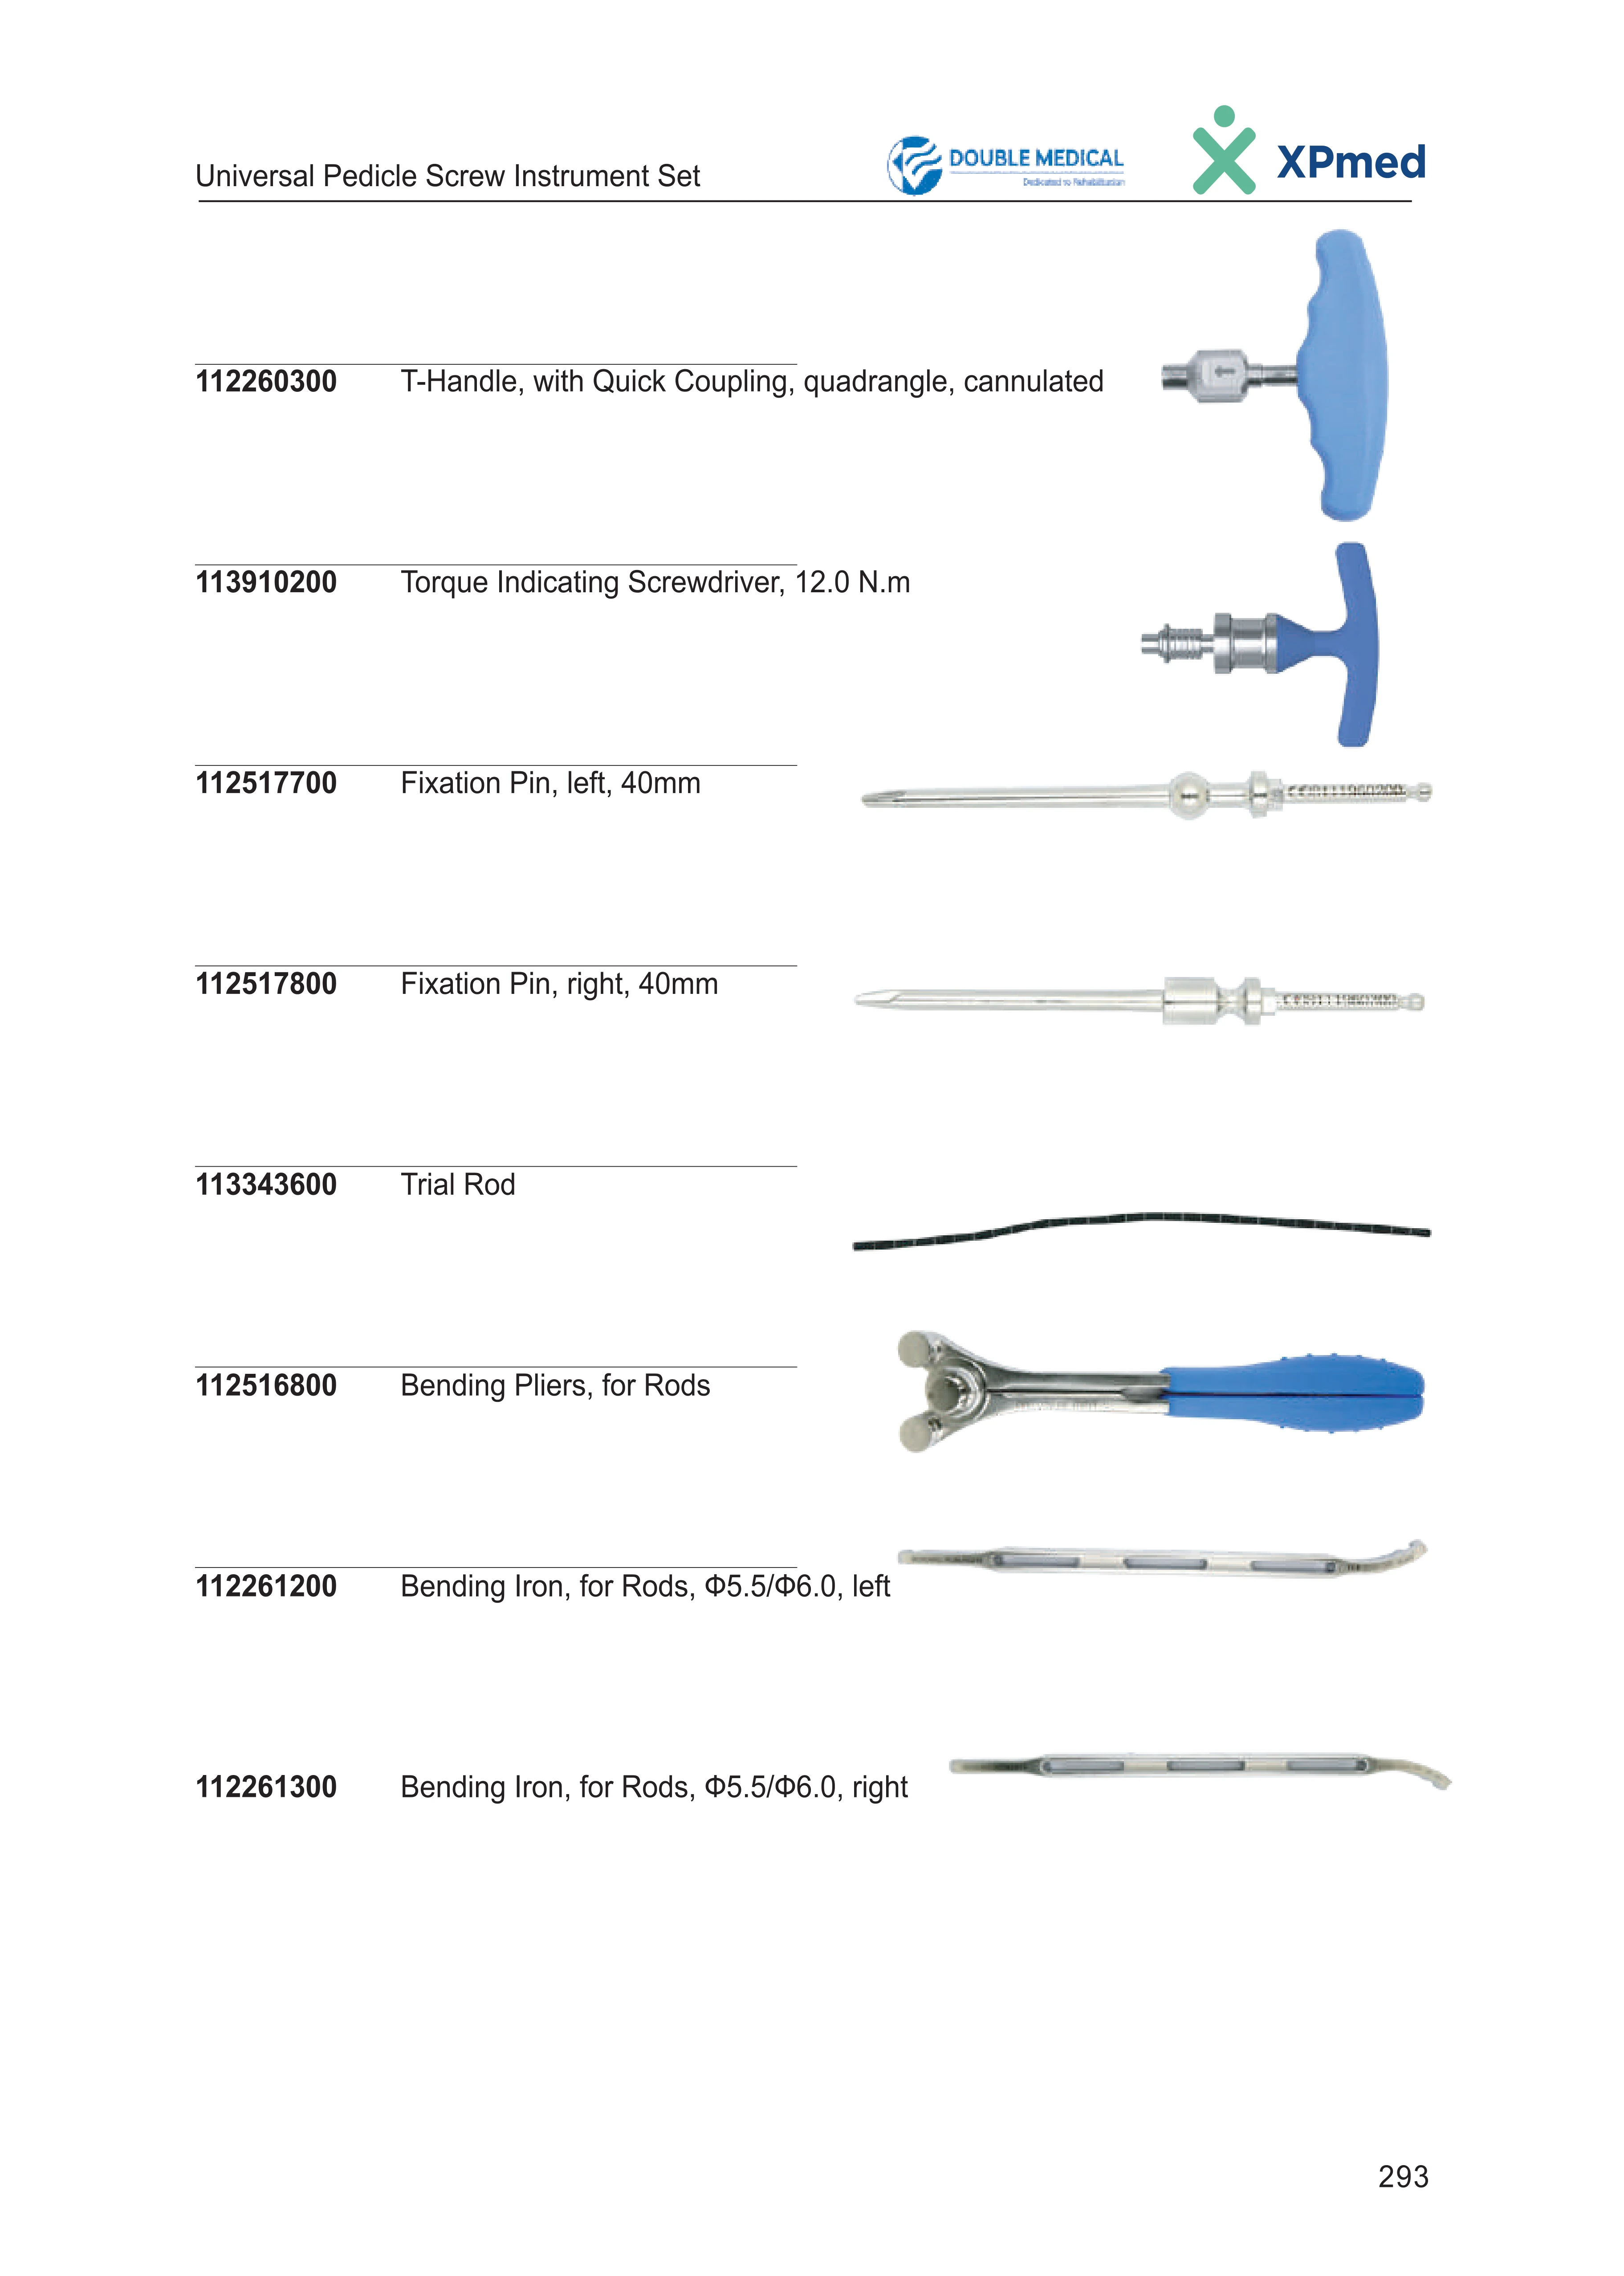 Universal Pedicle Screw Instrument Set
DOUBLE MEDICAL
Dedicated to Rehabilitation
XPmed
112260300 T-Handle, with Quick Coupling, quadrangle, cannulated
113910200 Torque Indicating Screwdriver, 12.0 N.m
112517700 Fixation Pin, left, 40mm
112517800 Fixation Pin, right, 40mm
113343600 Trial Rod
112516800 Bending Pliers, for Rods
112261200 Bending Iron, for Rods, Φ5.5/Φ6.0, left
112261300 Bending Iron, for Rods, Φ5.5/Φ6.0, right
293